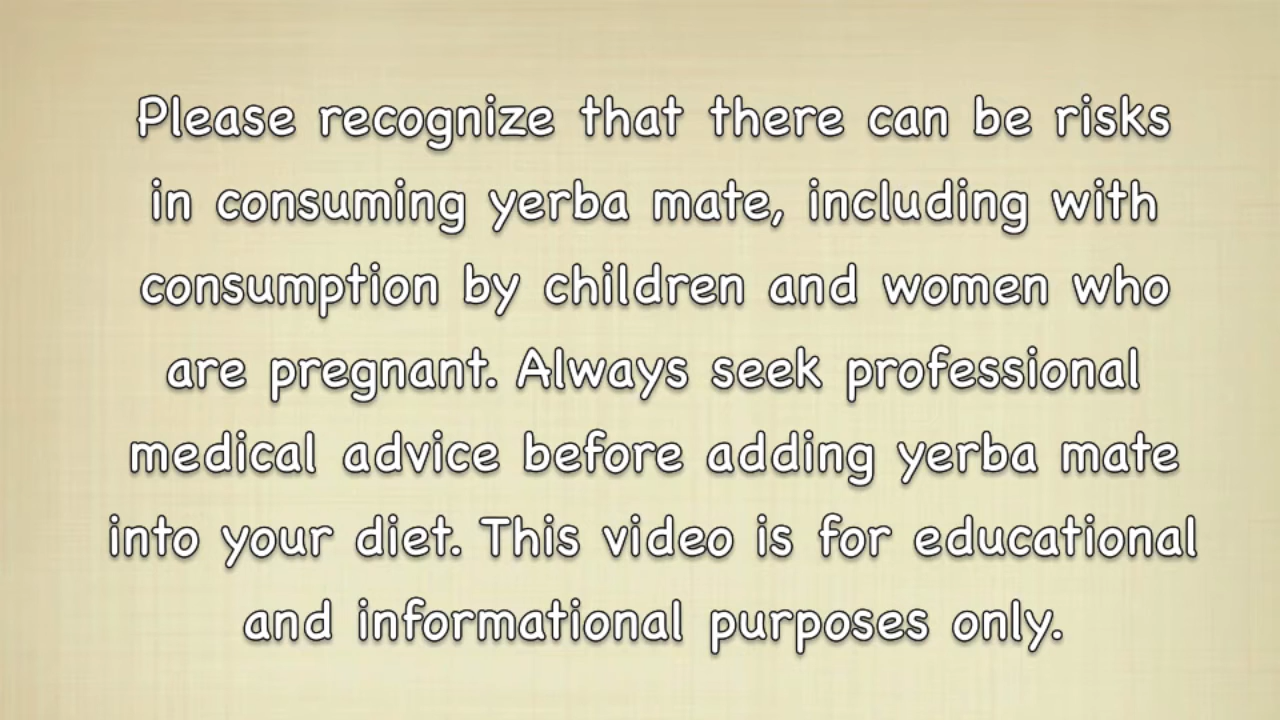 Please recognize that there can be risks
in consuming yerba mate, including with
consumption by children and women who
are pregnant. Always seek professional
medical advice before adding yerba mate
into your diet. This video is for educational
and informational purposes only.